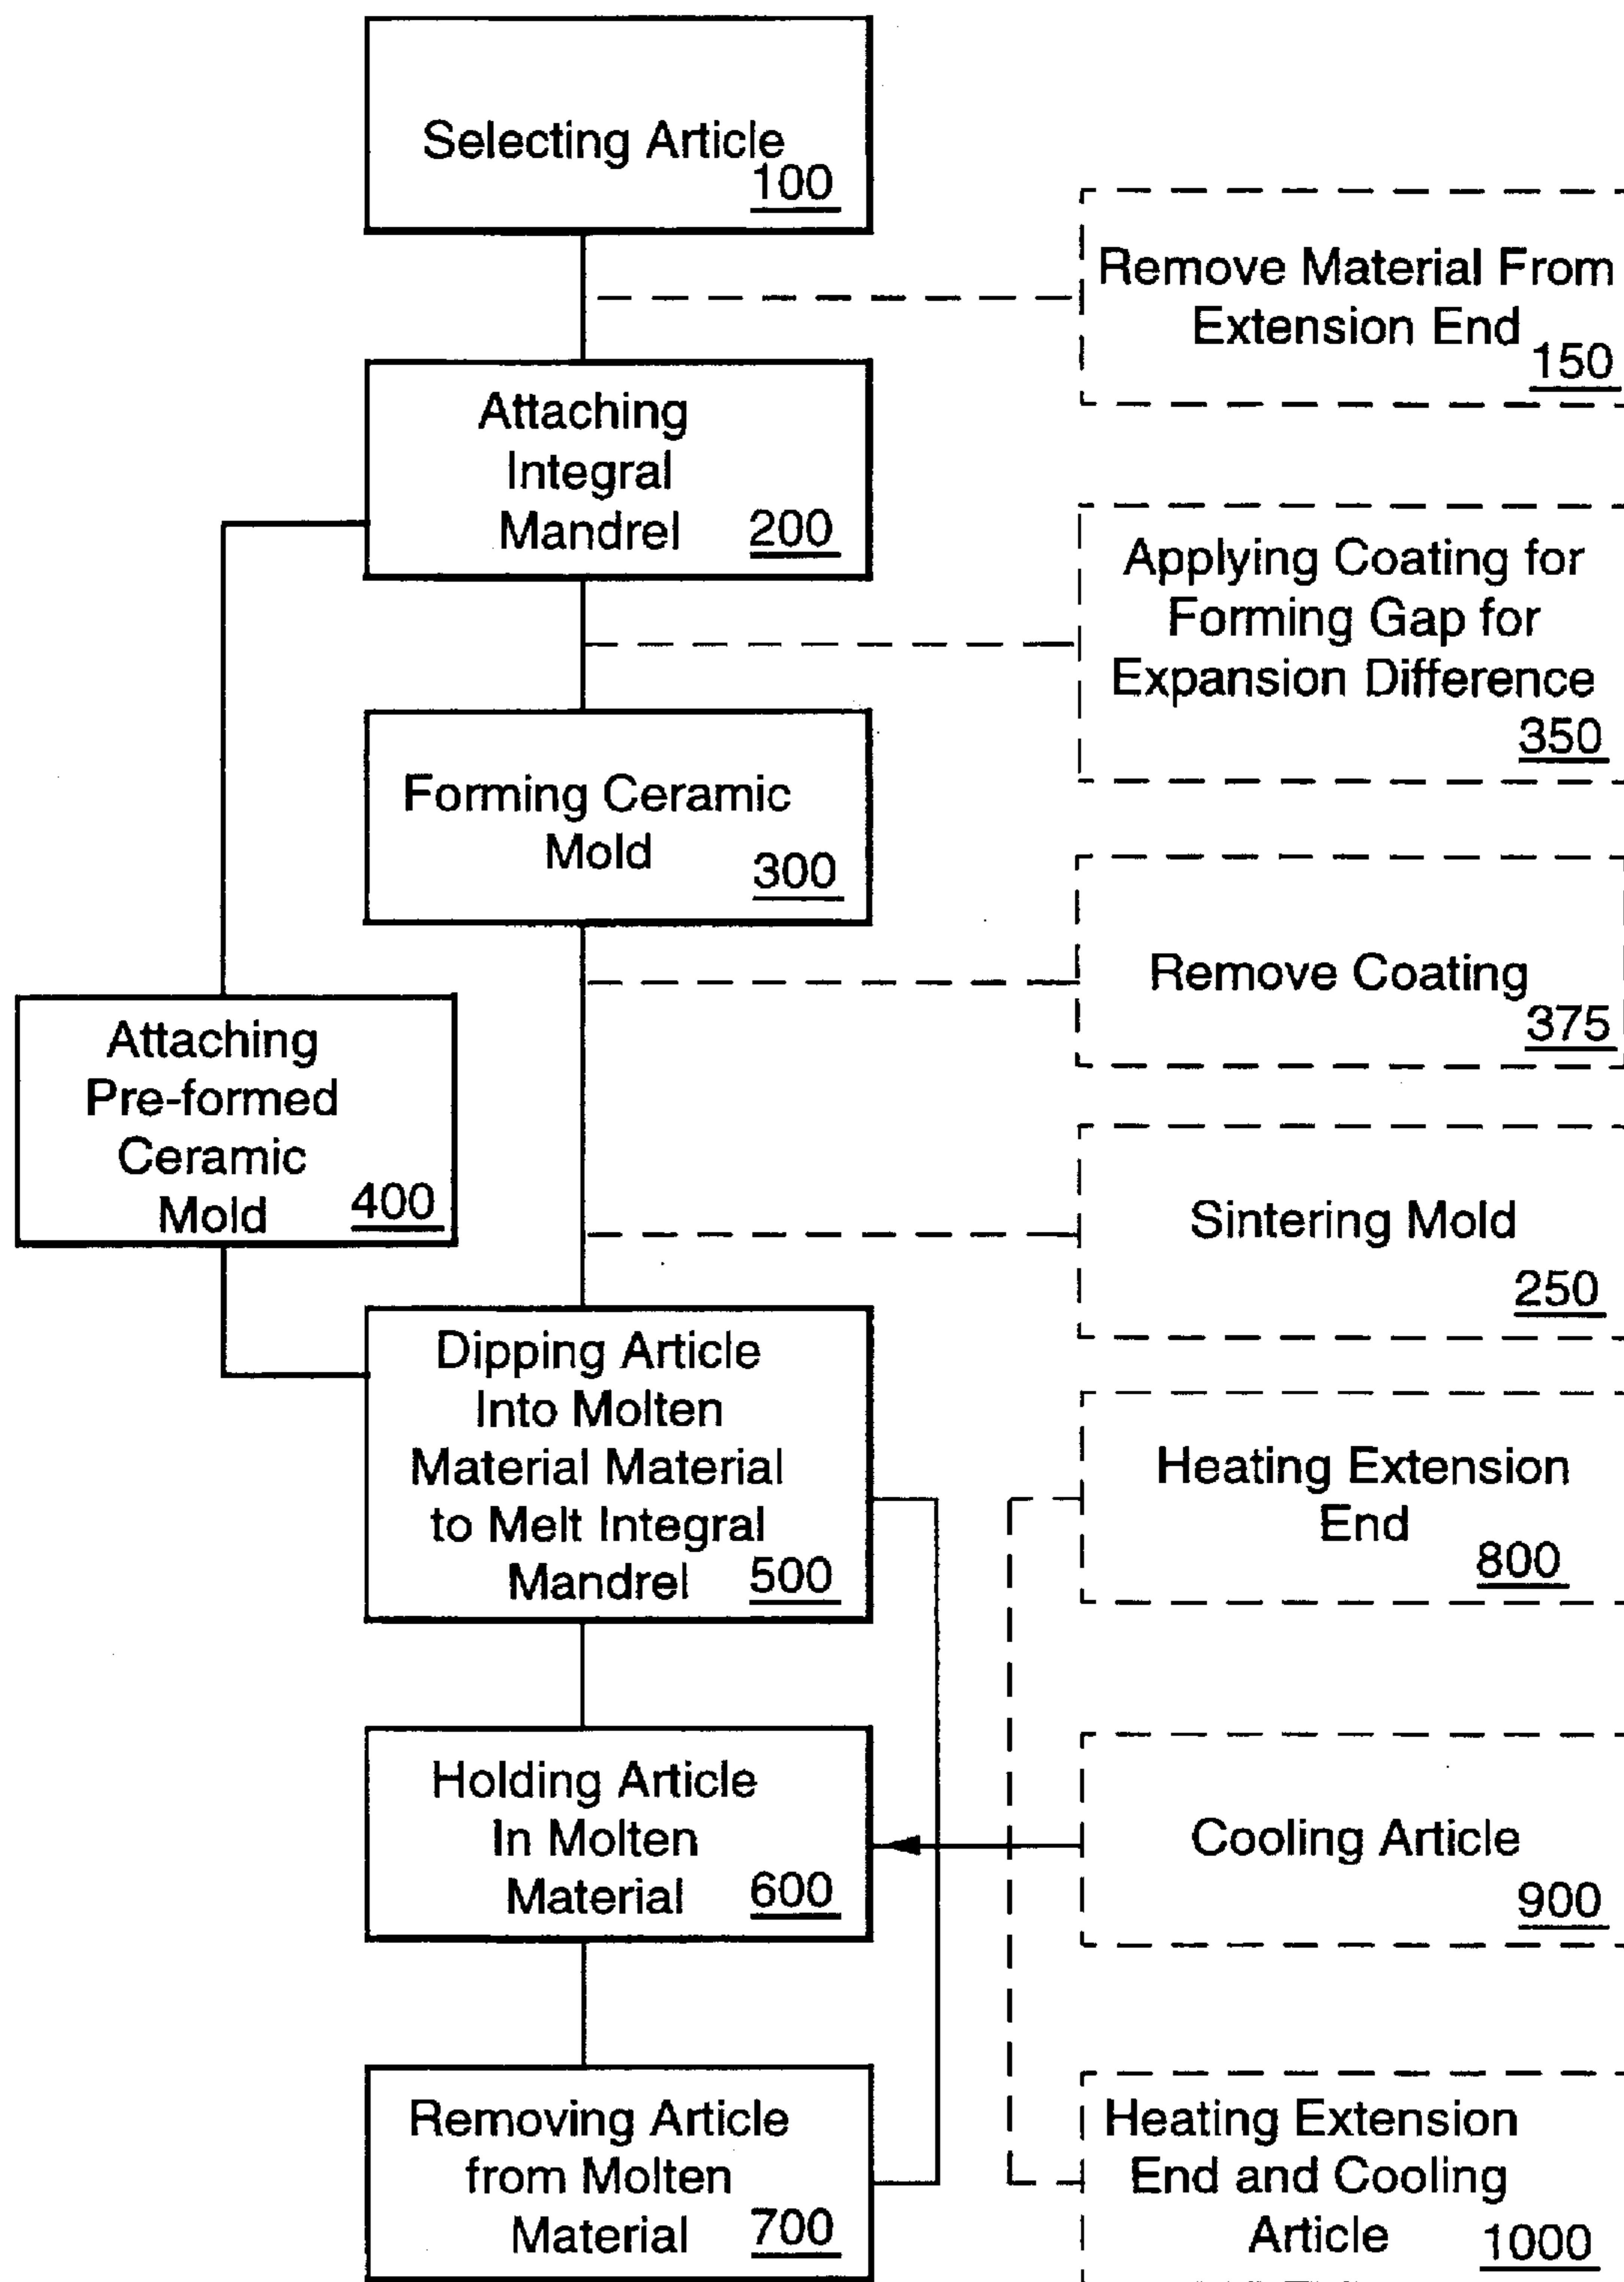 Selecting Article
100
Remove Material From
Extension End
150
Attaching
Integral
Mandrel 200
Applying Coating for
Forming Gap for
Expansion Difference
350
Forming Ceramic
Mold 300
Remove Coating
375
Attaching
Pre-formed
Ceramic
Mold 400
Sintering Mold
250
Dipping Article
Into Molten
Material Material
to Melt Integral
Mandrel 500
Heating Extension
End
800
Holding Article
In Molten
Material 600
Cooling Article
900
Removing Article
from Molten
Material 700
Heating Extension
End and Cooling
Article 1000